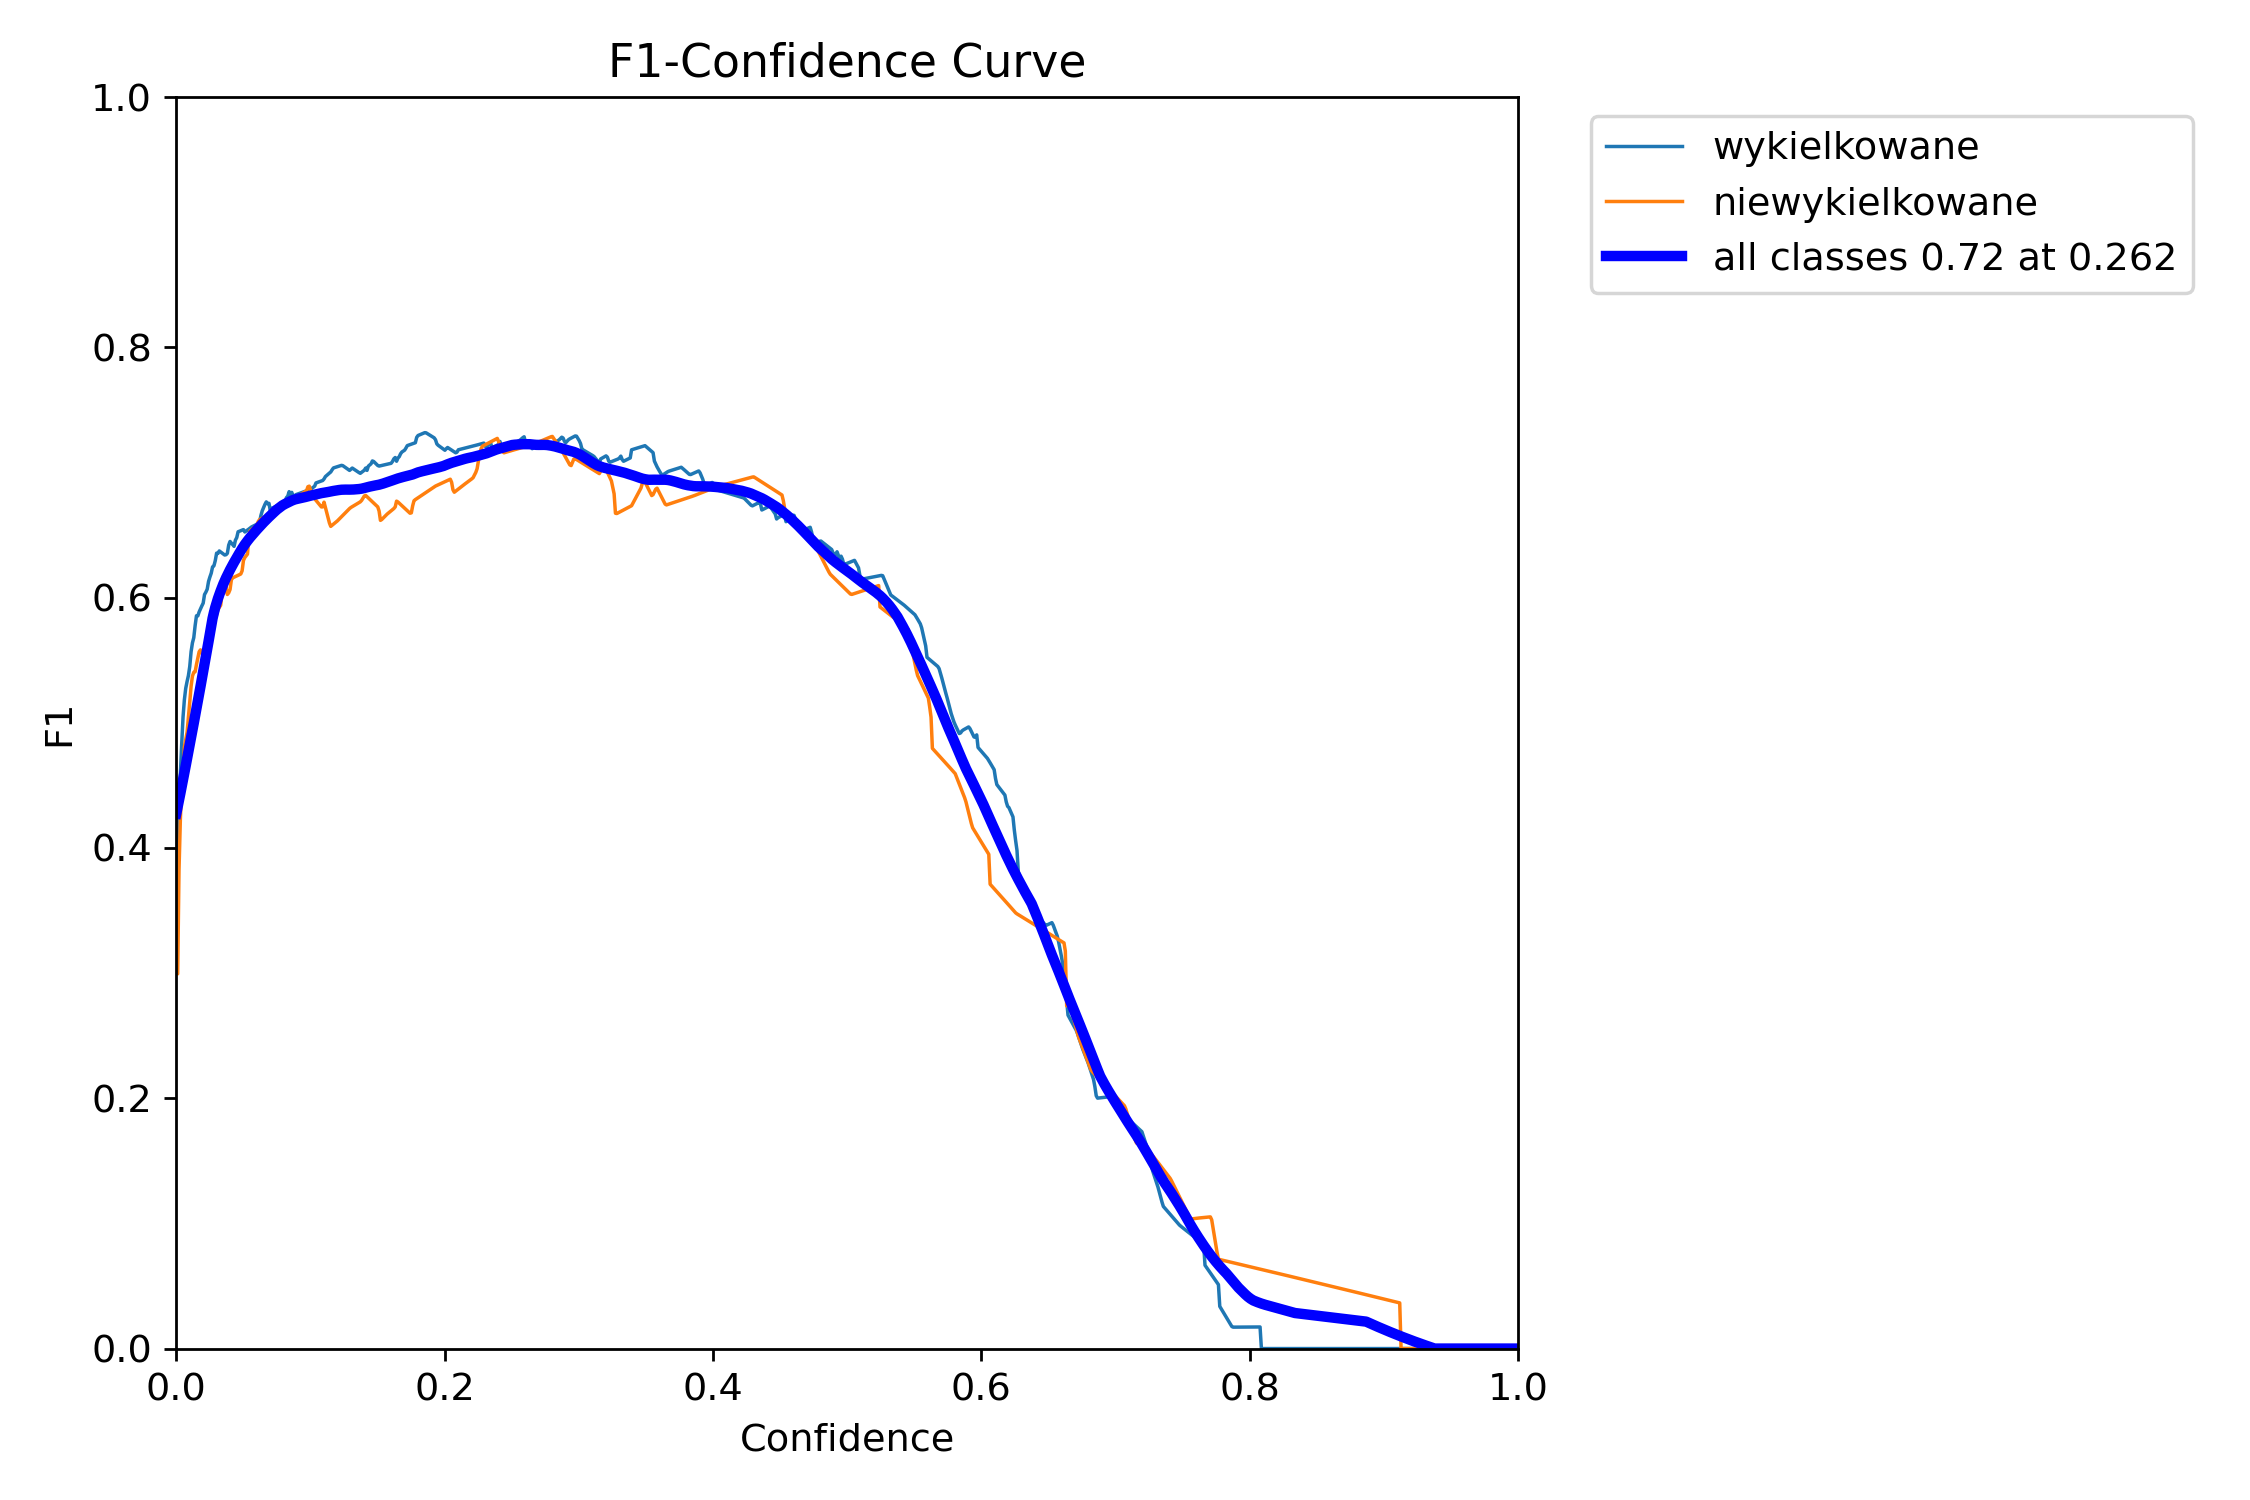 F1-Confidence Curve
1.0
0.8
0.6
0.4
0.2
0.0
F1
0.0 0.2 0.4 0.6 0.8 1.0
Confidence
wykielkowane
niewykielkowane
all classes 0.72 at 0.262